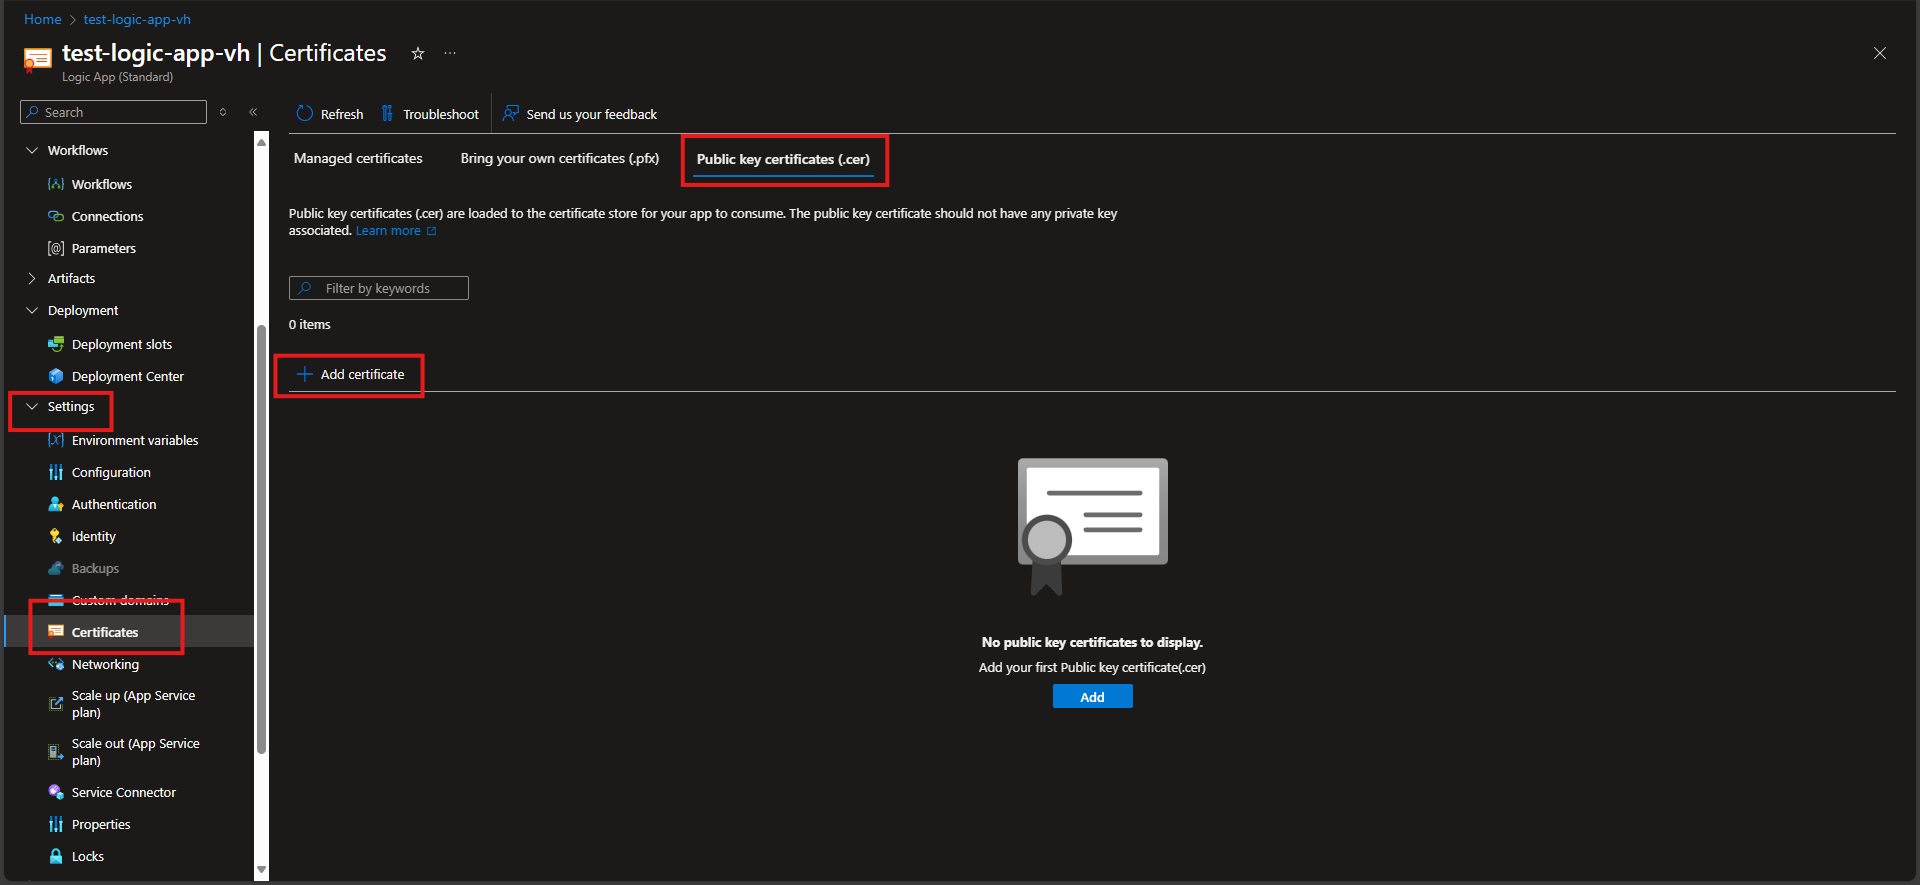 Home > test-logic-app-vh
test-logic-app-vh | Certificates
Logic App (Standard)
Search
Refresh
Troubleshoot
Send us your feedback
Workflows
Workflows
Connections
Parameters
Artifacts
Deployment
Deployment slots
Deployment Center
Settings
Environment variables
Configuration
Authentication
Identity
Backups
Custom domains
Certificates
Networking
Scale up (App Service
plan)
Scale out (App Service
plan)
Service Connector
Properties
Locks
Managed certificates
Bring your own certificates (.pfx)
Public key certificates (.cer)
Public key certificates (.cer) are loaded to the certificate store for your app to consume. The public key certificate should not have any private key
associated. Learn more
Filter by keywords
0 items
Add certificate
No public key certificates to display.
Add your first Public key certificate(.cer)
Add